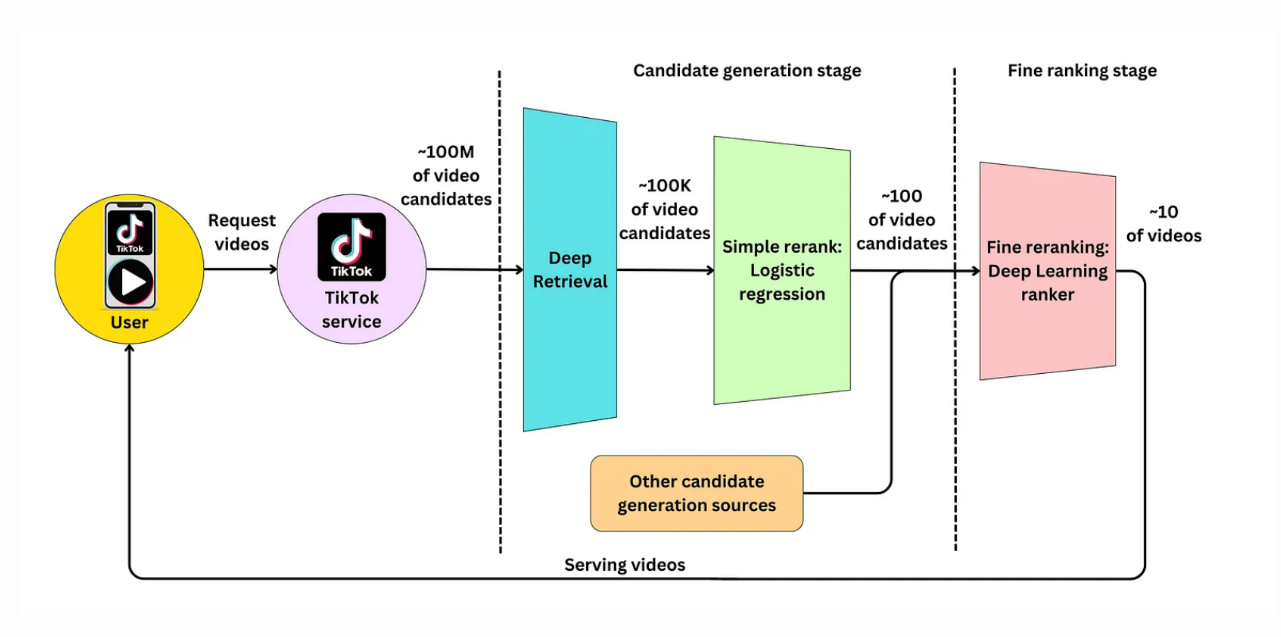 Candidate generation stage
Fine ranking stage
~100M
of video
candidates
~100K
of video
candidates
~100
of video
candidates
~10
of videos
Request
videos
TikTok
User
TikTok
TikTok
service
Deep
Retrieval
Simple rerank:
Logistic
regression
Fine reranking:
Deep Learning
ranker
Other candidate
generation sources
Serving videos